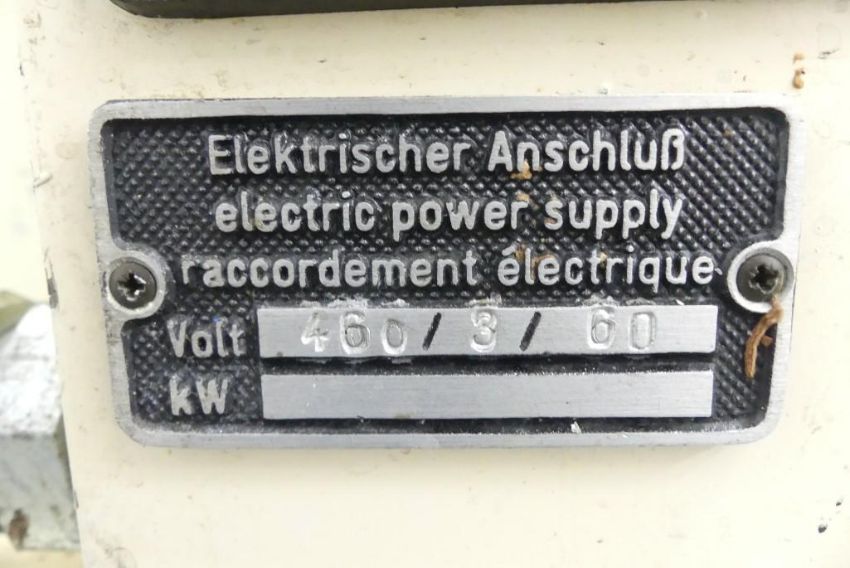 Elektrischer Anschluß
electric power supply
raccordement électrique
Volt 460/3/60
kW